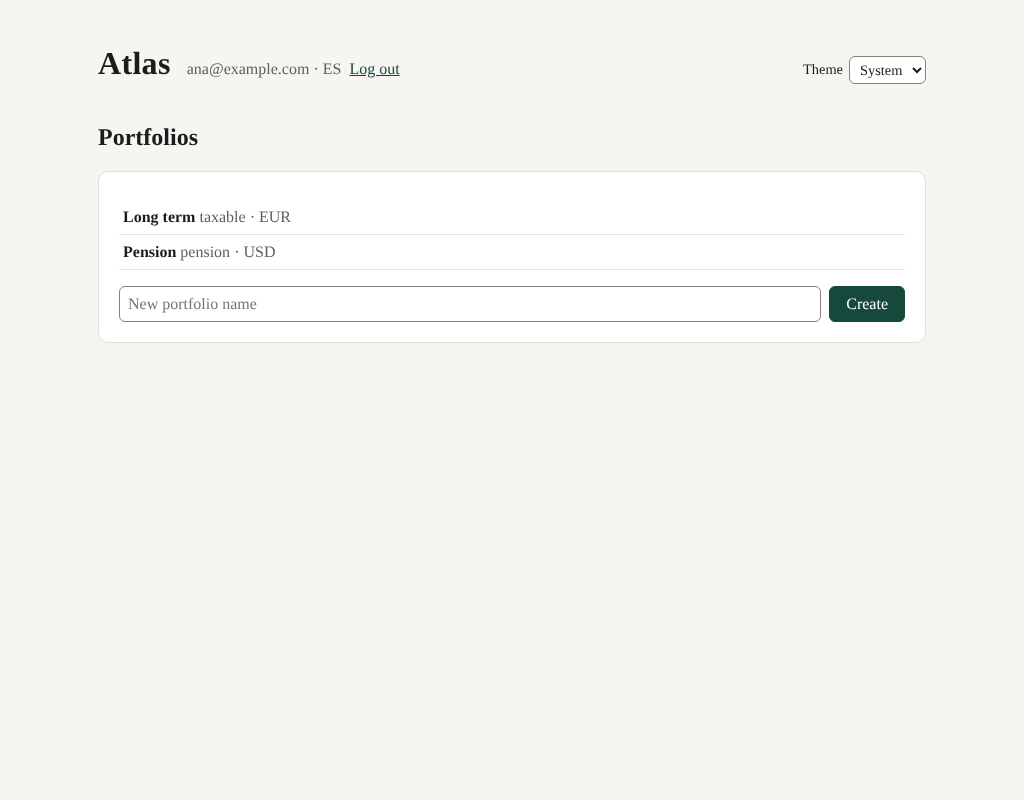 Atlas ana@example.com · ES Log out Theme System
Portfolios
Long term taxable · EUR
Pension pension · USD
New portfolio name Create